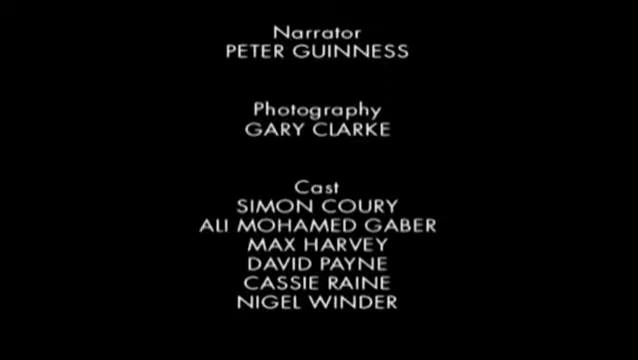 Narrator
PETER GUINNESS
Photography
GARY CLARKE
Cast
SIMON COURY
ALI MOHAMED GABER
MAX HARVEY
DAVID PAYNE
CASSIE RAINE
NIGEL WINDER